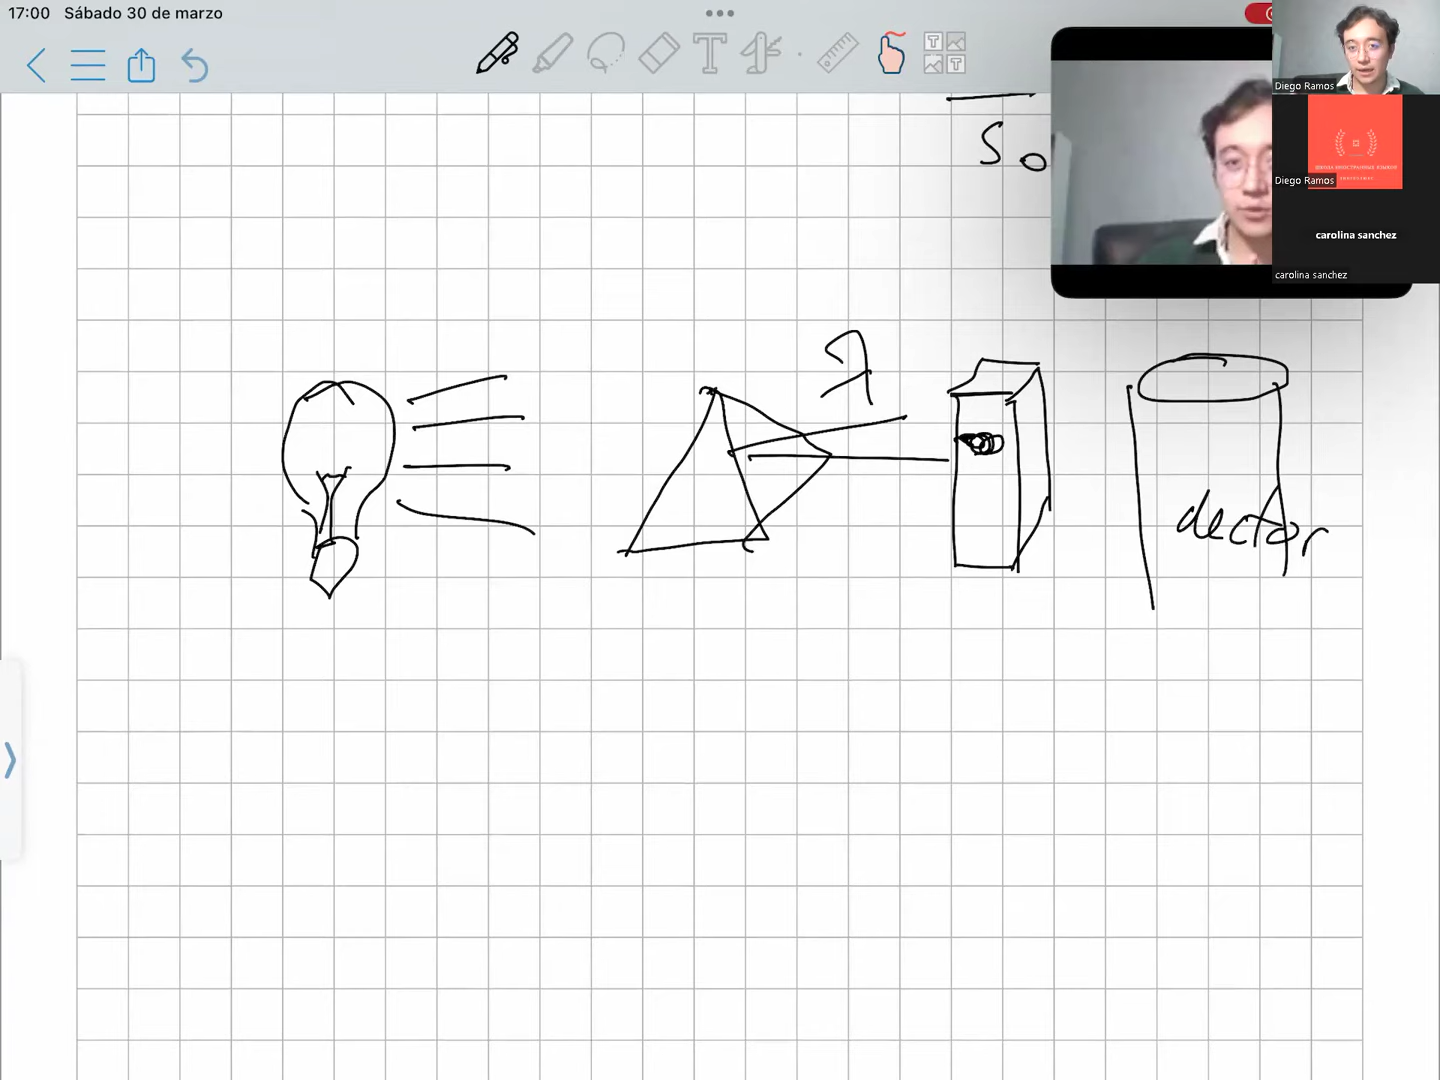 17:00 Sábado 30 de marzo
Diego Ramos
Diego Ramos
carolina sanchez
carolina sanchez
So
λ
dector
T
T
T